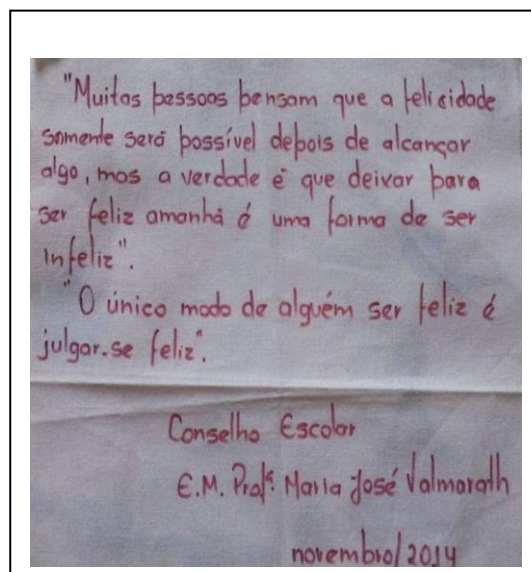 "Muitas pessoas pensam que a felicidade
somente será possível depois de alcançar
algo, mas a verdade é que deixar para
ser feliz amanhã é uma forma de ser
infeliz".
"O único modo de alguém ser feliz é
julgar-se feliz".
Conselho Escolar
E.M. Profª. Maria José Valmorath
novembro/2014